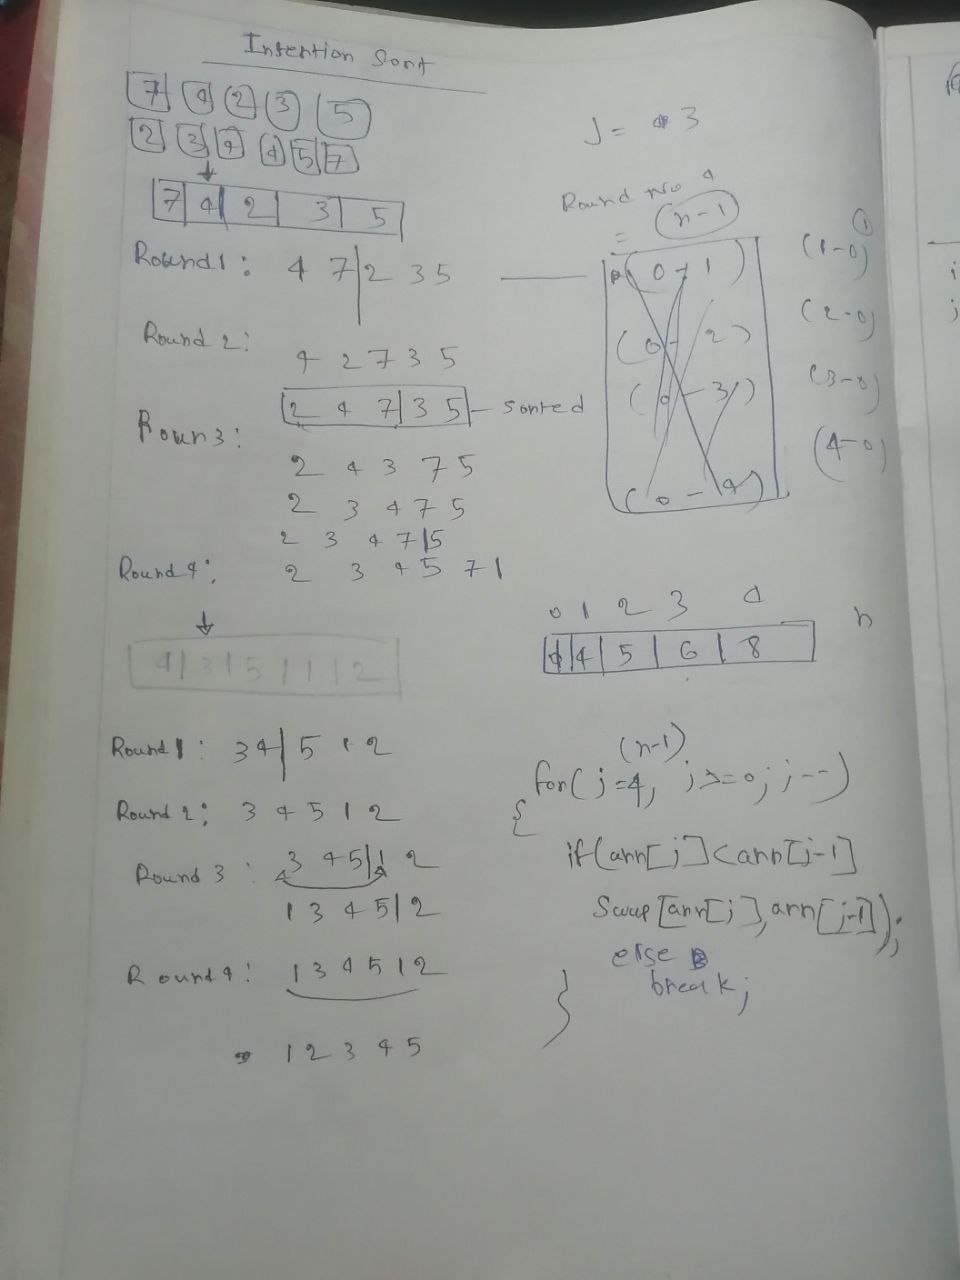 Insertion Sort
7 4 2 3 5
2 3 4 5 7
7 | 4 | 2 | 3 | 5
Round 1: 4 7 | 2 3 5
Round 2:
4 2 7 3 5
2 4 7 | 3 5 - sorted
Roun3:
2 4 3 7 5
2 3 4 7 5
2 3 4 7 | 5
Round 4: 2 3 4 5 7 |
4 | 3 | 5 | 1 | 2
Round 1: 3 4 | 5 1 2
Round 2: 3 4 5 1 2
Round 3: 3 4 5 | 1 2
1 3 4 5 | 2
Round 4: 1 3 4 5 | 2
1 2 3 4 5
J = 3
Round No 4
= (n-1)
(0-1)
(0-2)
(0-3)
(0-4)
1
(1-0)
(2-0)
(3-0)
(4-0)
0 1 2 3 4
4 | 5 | 6 | 8
n
(n-1)
for( j=4, j>=0; j--)
{
if(arr[j]<arr[j-1]
Swap[arr[j],arr[j-1]);
else
break;
}